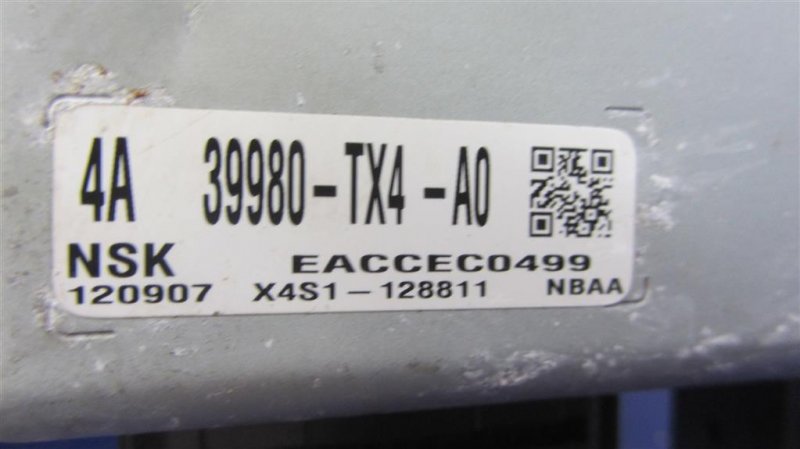 4A 39980-TX4-A0
NSK EACCEC0499
120907 X4S1-128811 NBAA